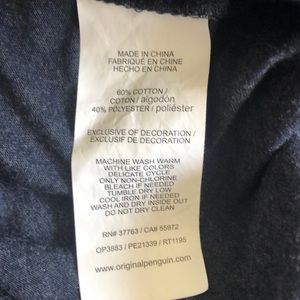 MADE IN CHINA
FABRIQUÉ EN CHINE
HECHO EN CHINA
60% COTTON /
COTON / algodón
40% POLYESTER / poliéster
EXCLUSIVE OF DECORATION /
EXCLUSIF DE DECORATION
MACHINE WASH WARM
WITH LIKE COLORS
DELICATE CYCLE
ONLY NON-CHLORINE
BLEACH IF NEEDED
TUMBLE DRY LOW
COOL IRON IF NEEDED
WASH AND DRY INSIDE OUT
DO NOT DRY CLEAN
RN# 37763 / CA# 55972
OP3883 / PE21339 / RT1195
www.originalpenguin.com